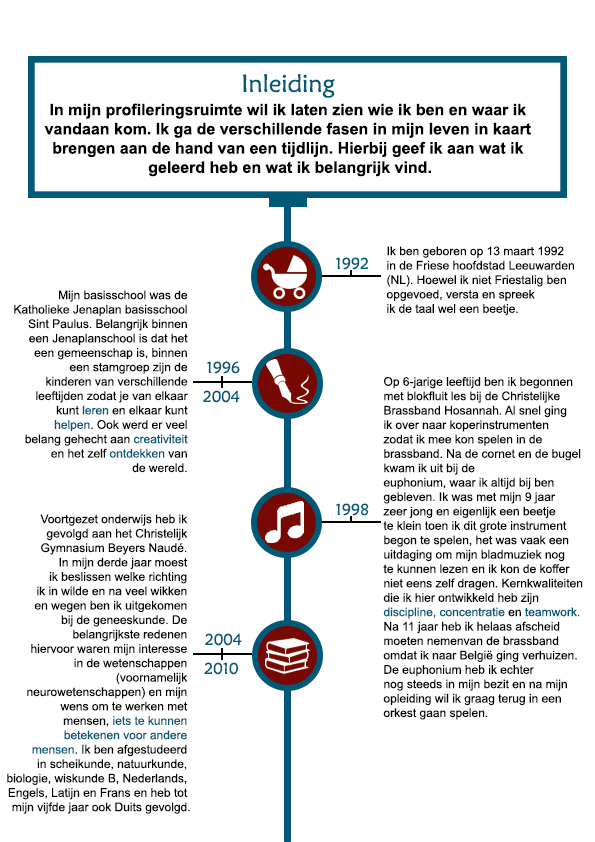 Inleiding
In mijn profileringsruimte wil ik laten zien wie ik ben en waar ik
vandaan kom. Ik ga de verschillende fasen in mijn leven in kaart
brengen aan de hand van een tijdlijn. Hierbij geef ik aan wat ik
geleerd heb en wat ik belangrijk vind.
1992
Ik ben geboren op 13 maart 1992
in de Friese hoofdstad Leeuwarden
(NL). Hoewel ik niet Friestalig ben
opgevoed, versta en spreek
ik de taal wel een beetje.
Mijn basisschool was de
Katholieke Jenaplan basisschool
Sint Paulus. Belangrijk binnen
een Jenaplanschool is dat het
een gemeenschap is, binnen
een stamgroep zijn de
kinderen van verschillende
leeftijden zodat je van elkaar
kunt leren en elkaar kunt
helpen. Ook werd er veel
belang gehecht aan creativiteit
en het zelf ontdekken van
de wereld.
1996
2004
Op 6-jarige leeftijd ben ik begonnen
met blokfluit les bij de Christelijke
Brassband Hosannah. Al snel ging
ik over naar koperinstrumenten
zodat ik mee kon spelen in de
brassband. Na de cornet en de bugel
kwam ik uit bij de
euphonium, waar ik altijd bij ben
gebleven. Ik was met mijn 9 jaar
zeer jong en eigenlijk een beetje
te klein toen ik dit grote instrument
begon te spelen, het was vaak een
uitdaging om mijn bladmuziek nog
te kunnen lezen en ik kon de koffer
niet eens zelf dragen. Kernkwaliteiten
die ik hier ontwikkeld heb zijn
discipline, concentratie en teamwork.
Na 11 jaar heb ik helaas afscheid
moeten nemenvan de brassband
omdat ik naar België ging verhuizen.
De euphonium heb ik echter
nog steeds in mijn bezit en na mijn
opleiding wil ik graag terug in een
orkest gaan spelen.
1998
Voortgezet onderwijs heb ik
gevolgd aan het Christelijk
Gymnasium Beyers Naudé.
In mijn derde jaar moest
ik beslissen welke richting
ik in wilde en na veel wikken
en wegen ben ik uitgekomen
bij de geneeskunde. De
belangrijkste redenen
hiervoor waren mijn interesse
in de wetenschappen
(voornamelijk
neurowetenschappen) en mijn
wens om te werken met
mensen, iets te kunnen
betekenen voor andere
mensen. Ik ben afgestudeerd
in scheikunde, natuurkunde,
biologie, wiskunde B, Nederlands,
Engels, Latijn en Frans en heb tot
mijn vijfde jaar ook Duits gevolgd.
2004
2010